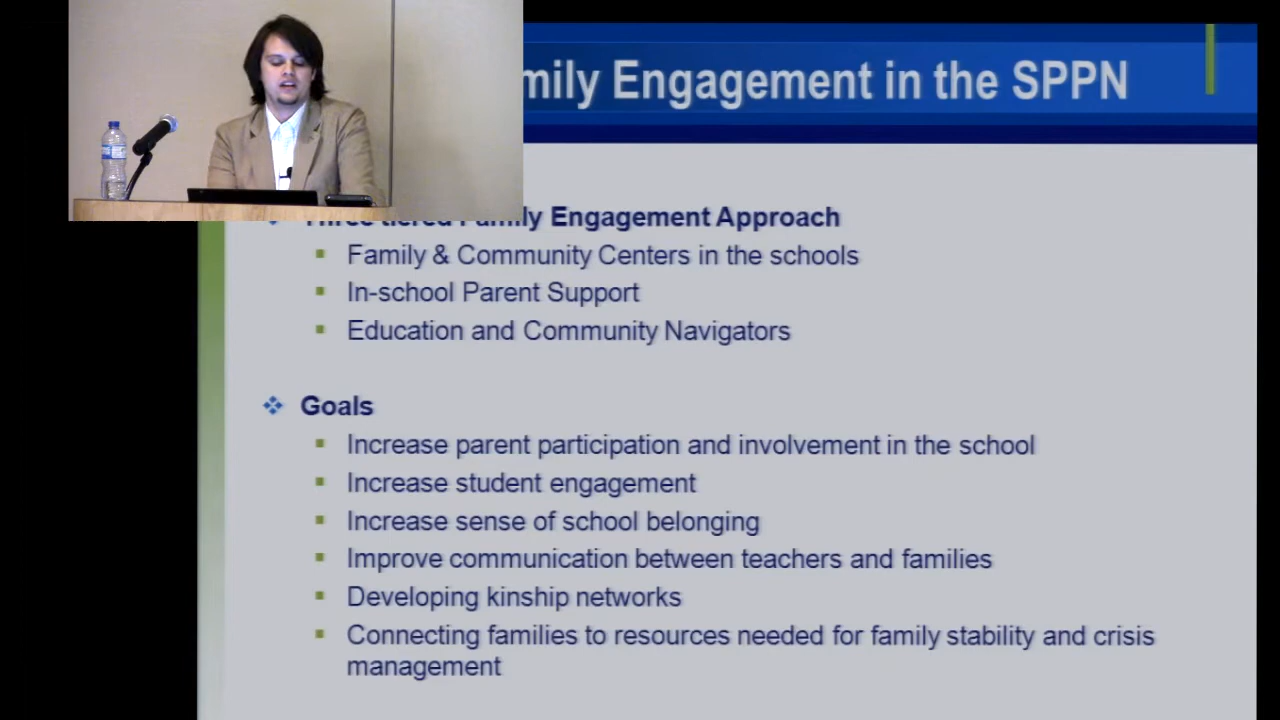 mily Engagement in the SPPN
Three tiered Family Engagement Approach
Family & Community Centers in the schools
In-school Parent Support
Education and Community Navigators
Goals
Increase parent participation and involvement in the school
Increase student engagement
Increase sense of school belonging
Improve communication between teachers and families
Developing kinship networks
Connecting families to resources needed for family stability and crisis
management